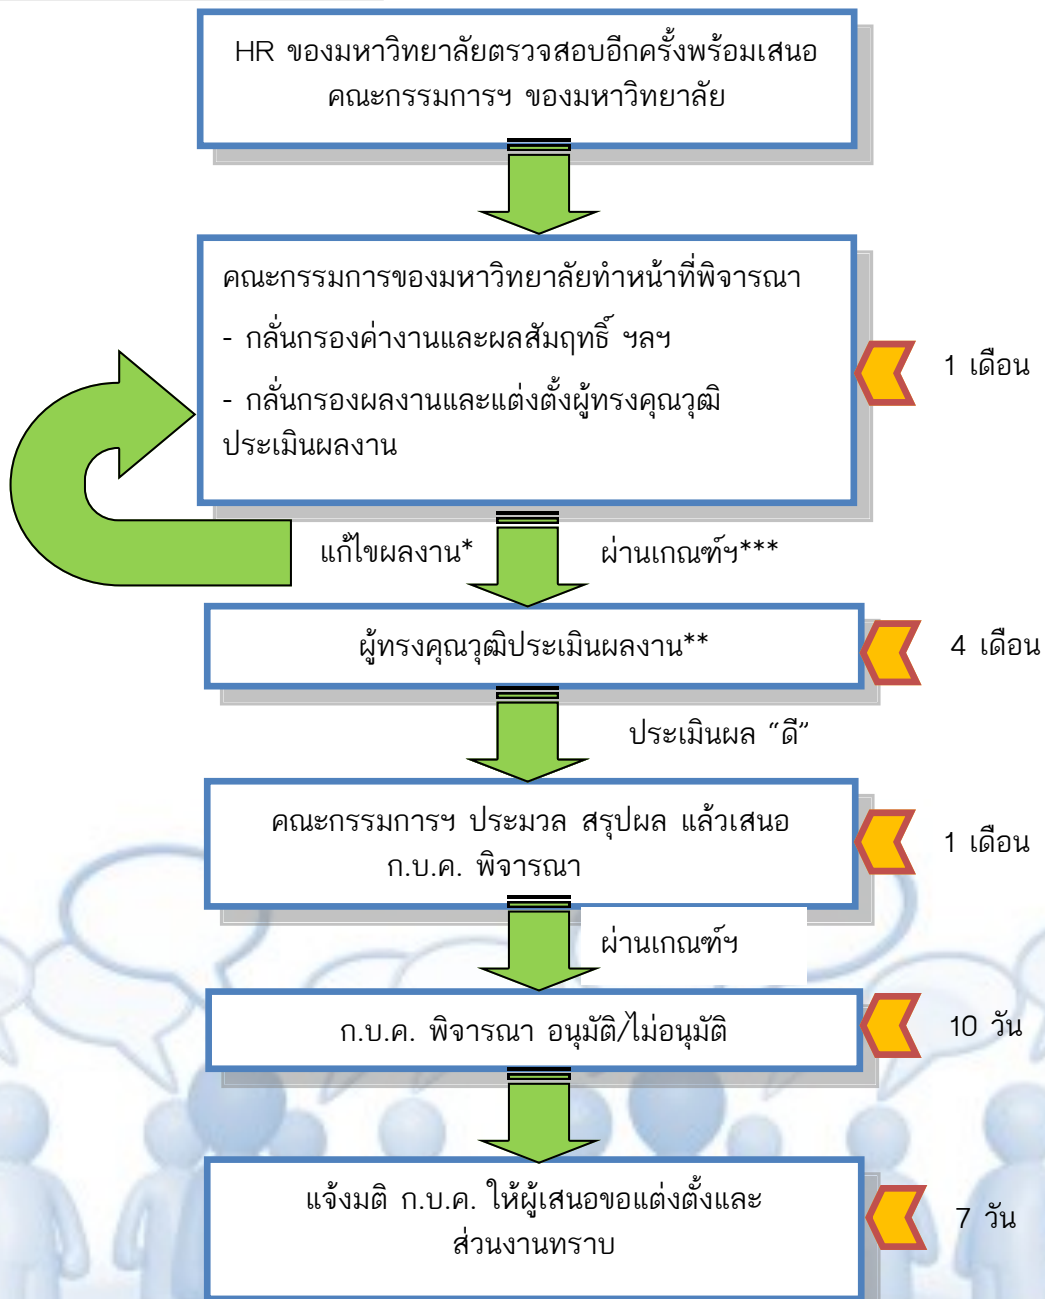 HR ของมหาวิทยาลัยตรวจสอบอีกครั้งพร้อมเสนอ
คณะกรรมการฯ ของมหาวิทยาลัย
คณะกรรมการของมหาวิทยาลัยทำหน้าที่พิจารณา
- กลั่นกรองค่างานและผลสัมฤทธิ์ ฯลฯ
- กลั่นกรองผลงานและแต่งตั้งผู้ทรงคุณวุฒิ
ประเมินผลงาน
1 เดือน
แก้ไขผลงาน*
ผ่านเกณฑ์ฯ***
ผู้ทรงคุณวุฒิประเมินผลงาน**
4 เดือน
ประเมินผล “ดี”
คณะกรรมการฯ ประมวล สรุปผล แล้วเสนอ
ก.บ.ค. พิจารณา
1 เดือน
ผ่านเกณฑ์ฯ
ก.บ.ค. พิจารณา อนุมัติ/ไม่อนุมัติ
10 วัน
แจ้งมติ ก.บ.ค. ให้ผู้เสนอขอแต่งตั้งและ
ส่วนงานทราบ
7 วัน